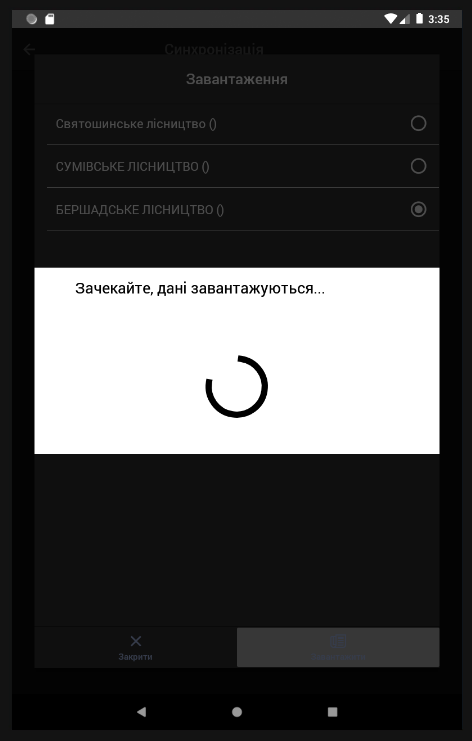 3:35
Синхронізація
Завантаження
Святошинське лісництво ()
СУМІВСЬКЕ ЛІСНИЦТВО ()
БЕРШАДСЬКЕ ЛІСНИЦТВО ()
Зачекайте, дані завантажуються...
Закрити